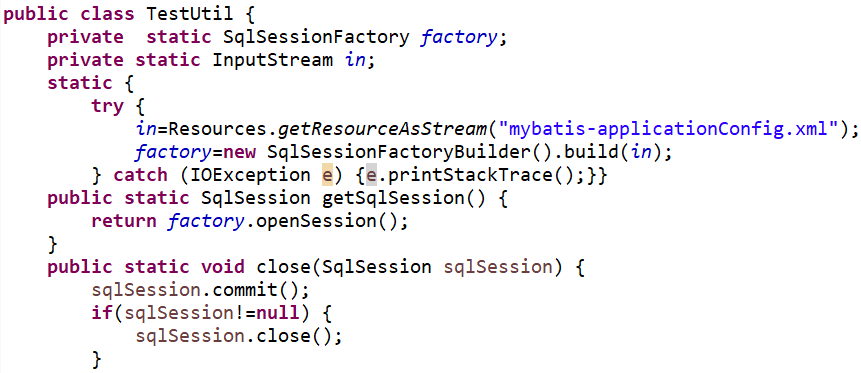 public class TestUtil {
    private  static SqlSessionFactory factory;
    private static InputStream in;
    static {
        try {
            in=Resources.getResourceAsStream("mybatis-applicationConfig.xml");
            factory=new SqlSessionFactoryBuilder().build(in);
        } catch (IOException e) {e.printStackTrace();}}
    public static SqlSession getSqlSession() {
        return factory.openSession();
    }
    public static void close(SqlSession sqlSession) {
        sqlSession.commit();
        if(sqlSession!=null) {
            sqlSession.close();
        }